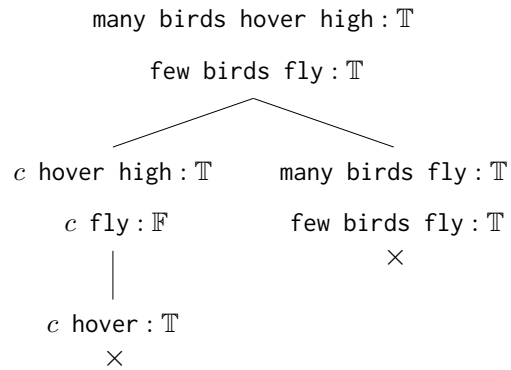 many birds hover high : 𝕋
few birds fly : 𝕋
c hover high : 𝕋
many birds fly : 𝕋
c fly : 𝔽
few birds fly : 𝕋
×
c hover : 𝕋
×